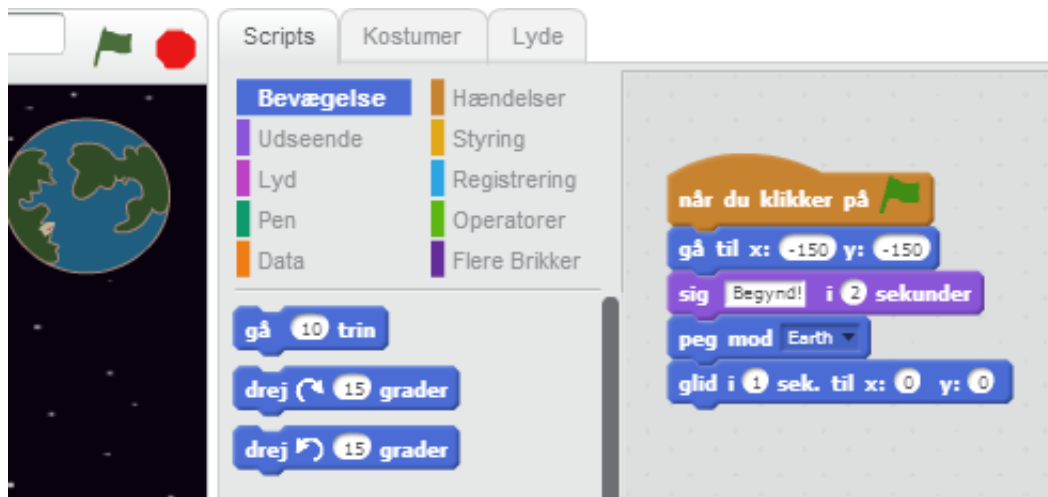 Scripts Kostumer Lyde
Bevægelse Hændelser
Udseende Styring
Lyd Registrering
Pen Operatorer
Data Flere Brikker
gå 10 trin
drej 15 grader
drej 15 grader
når du klikker på
gå til x: -150 y: -150
sig Begynd! i 2 sekunder
peg mod Earth
glid i 1 sek. til x: 0 y: 0